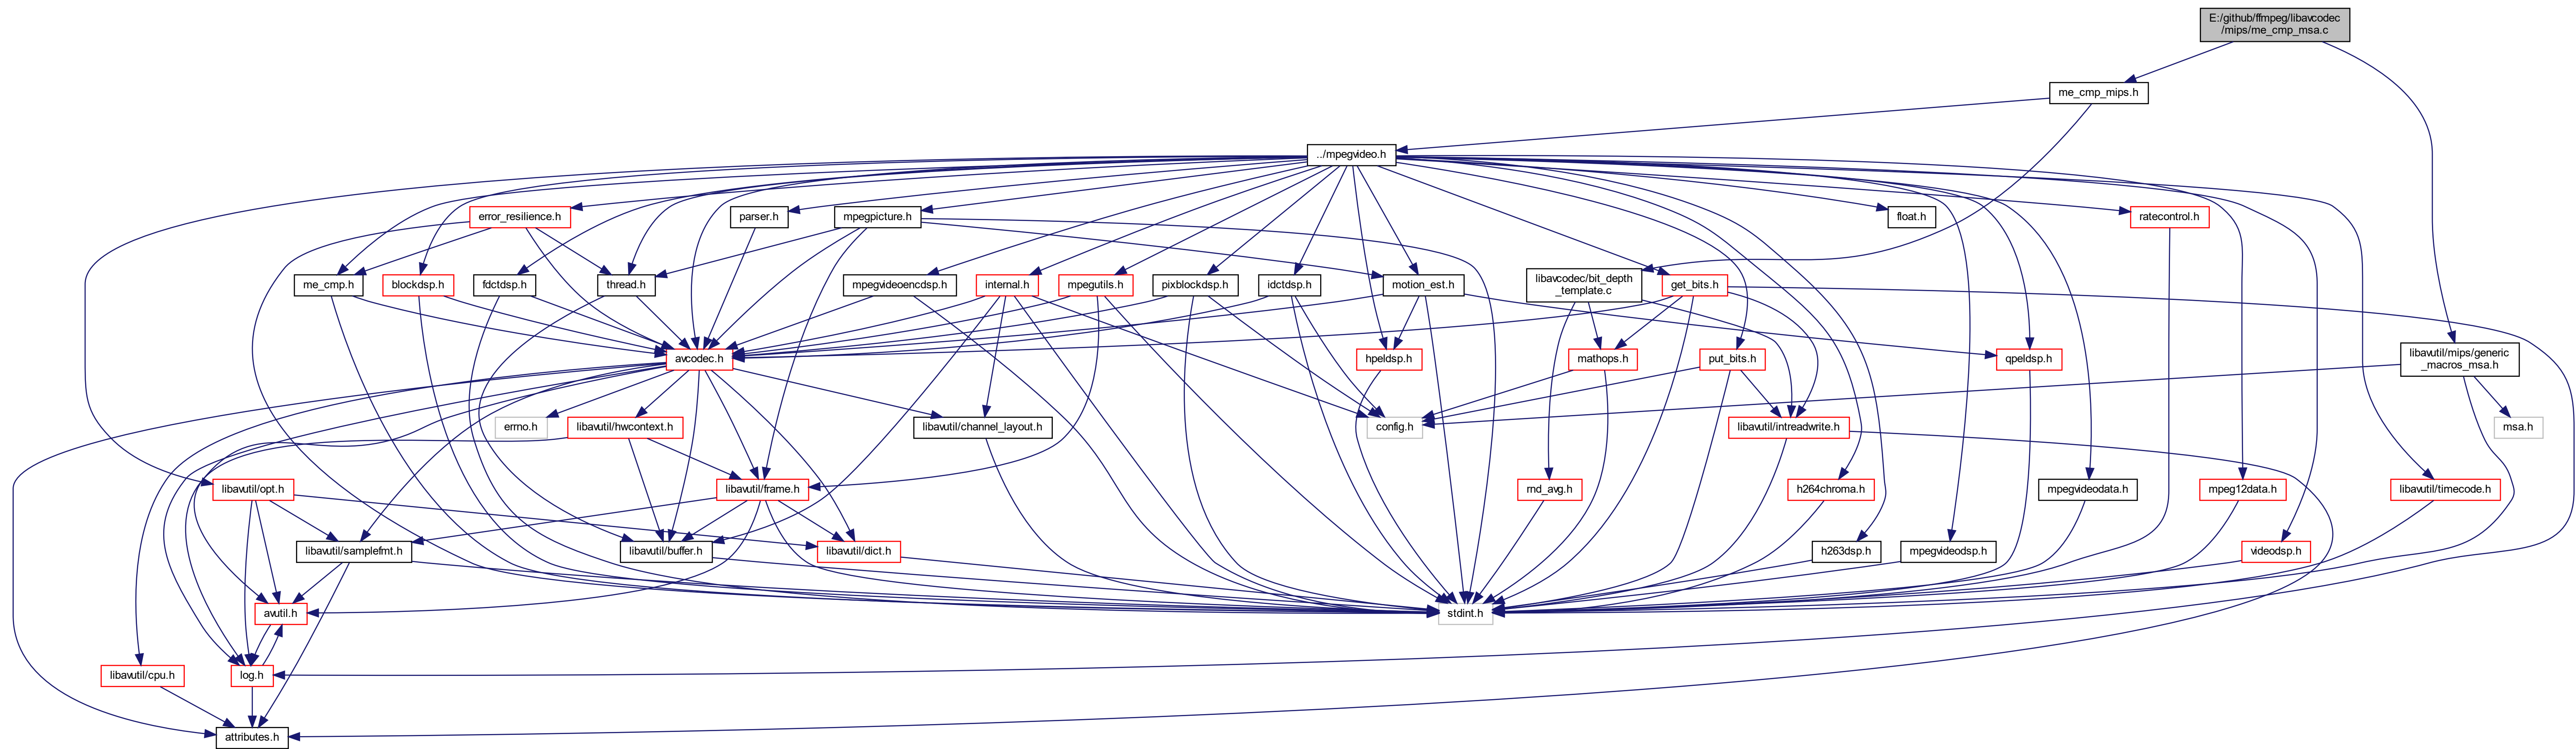 E:/github/ffmpeg/libavcodec
/mips/me_cmp_msa.c
me_cmp_mips.h
../mpegvideo.h
error_resilience.h
parser.h
mpegpicture.h
float.h
ratecontrol.h
me_cmp.h
blockdsp.h
fdctdsp.h
thread.h
mpegvideoencdsp.h
internal.h
mpegutils.h
pixblockdsp.h
idctdsp.h
motion_est.h
libavcodec/bit_depth
_template.c
get_bits.h
avcodec.h
hpeldsp.h
mathops.h
put_bits.h
qpeldsp.h
libavutil/mips/generic
_macros_msa.h
errno.h
libavutil/hwcontext.h
libavutil/channel_layout.h
config.h
libavutil/intreadwrite.h
msa.h
libavutil/opt.h
libavutil/frame.h
rnd_avg.h
h264chroma.h
mpegvideodata.h
mpeg12data.h
libavutil/timecode.h
libavutil/samplefmt.h
libavutil/buffer.h
libavutil/dict.h
h263dsp.h
mpegvideodsp.h
videodsp.h
avutil.h
stdint.h
libavutil/cpu.h
log.h
attributes.h